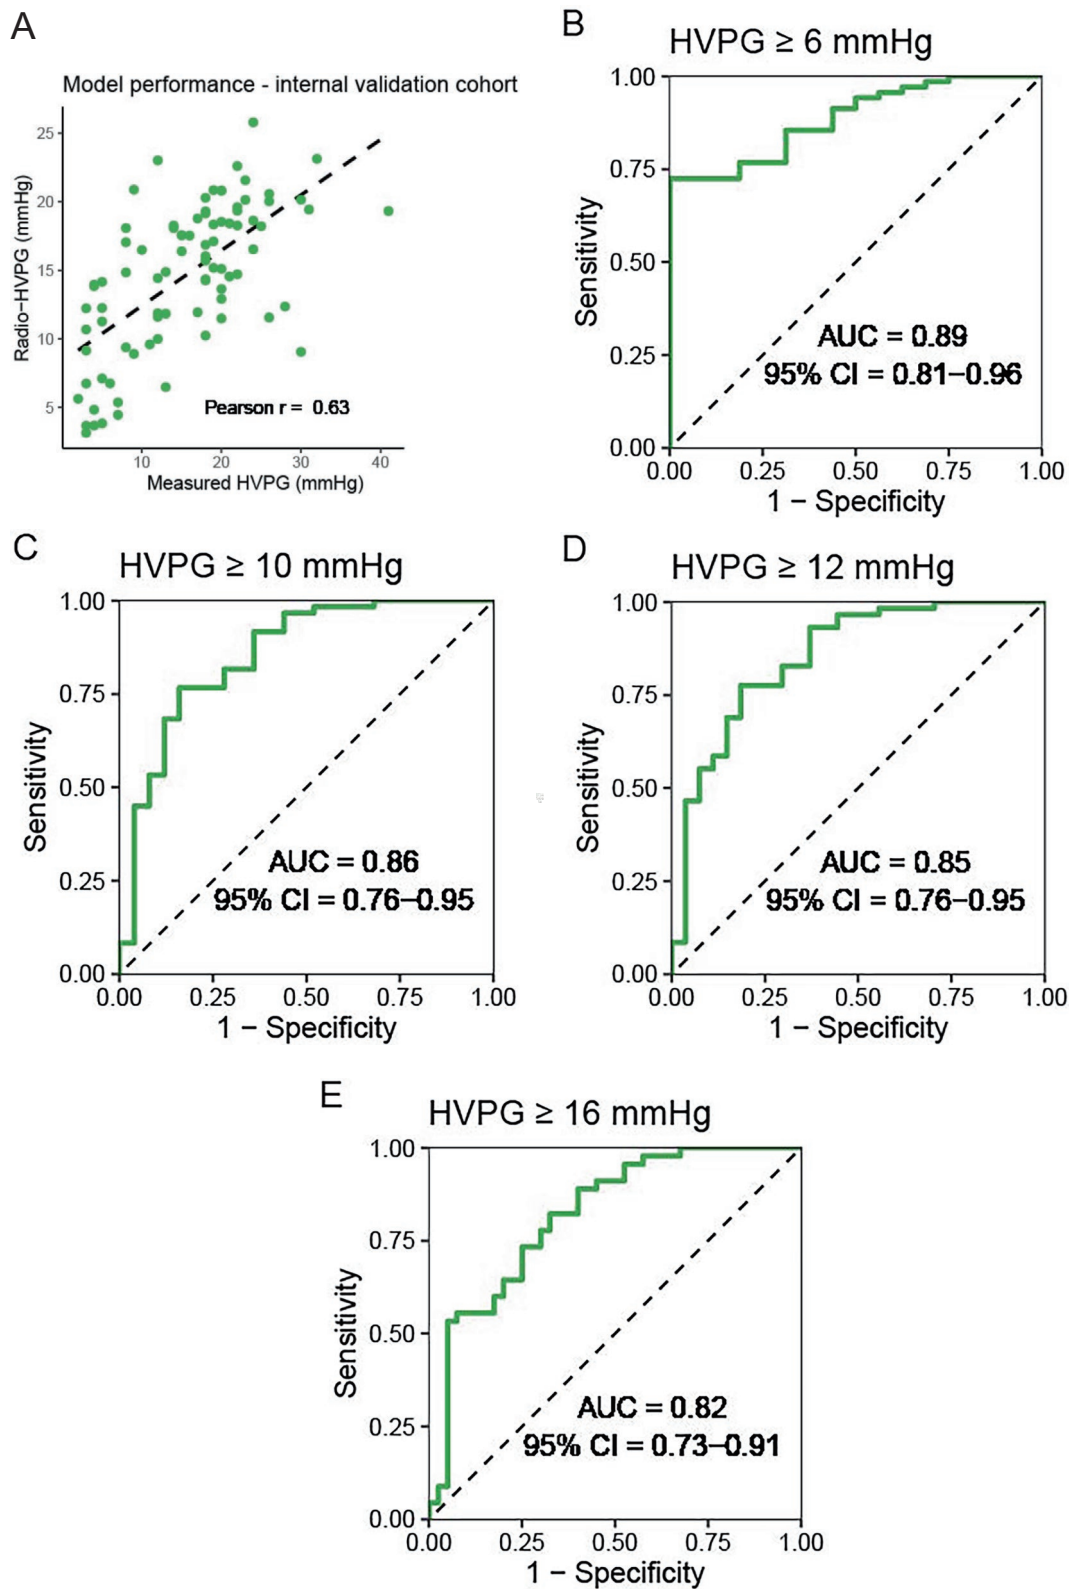 A
Model performance - internal validation cohort
Radio−HVPG (mmHg)
25
20
15
10
5
Pearson r = 0.63
10 20 30 40
Measured HVPG (mmHg)
B
HVPG ≥ 6 mmHg
Sensitivity
1.00
0.75
0.50
0.25
0.00
AUC = 0.89
95% CI = 0.81−0.96
0.00 0.25 0.50 0.75 1.00
1 − Specificity
C
HVPG ≥ 10 mmHg
Sensitivity
1.00
0.75
0.50
0.25
0.00
AUC = 0.86
95% CI = 0.76−0.95
0.00 0.25 0.50 0.75 1.00
1 − Specificity
D
HVPG ≥ 12 mmHg
Sensitivity
1.00
0.75
0.50
0.25
0.00
AUC = 0.85
95% CI = 0.76−0.95
0.00 0.25 0.50 0.75 1.00
1 − Specificity
E
HVPG ≥ 16 mmHg
Sensitivity
1.00
0.75
0.50
0.25
0.00
AUC = 0.82
95% CI = 0.73−0.91
0.00 0.25 0.50 0.75 1.00
1 − Specificity